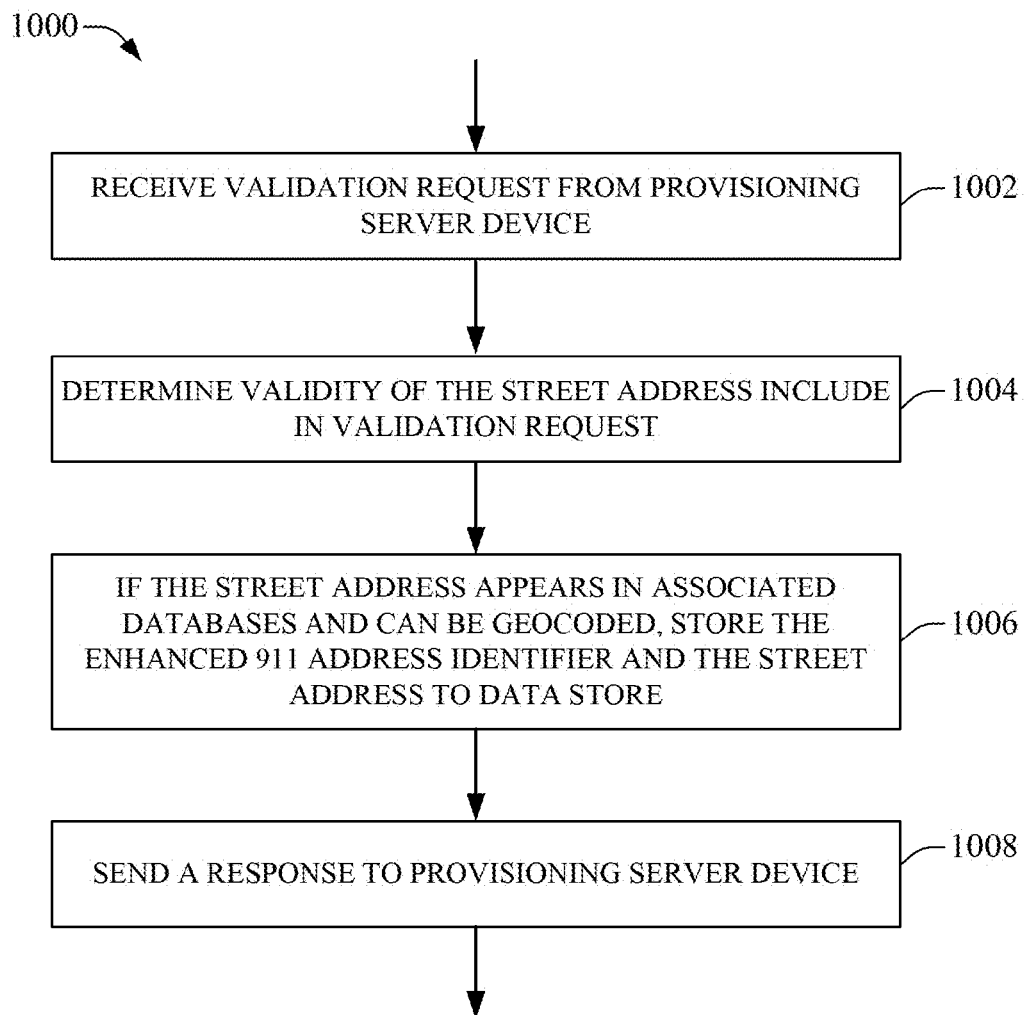 1000
RECEIVE VALIDATION REQUEST FROM PROVISIONING
SERVER DEVICE
1002
DETERMINE VALIDITY OF THE STREET ADDRESS INCLUDE
IN VALIDATION REQUEST
1004
IF THE STREET ADDRESS APPEARS IN ASSOCIATED
DATABASES AND CAN BE GEOCODED, STORE THE
ENHANCED 911 ADDRESS IDENTIFIER AND THE STREET
ADDRESS TO DATA STORE
1006
SEND A RESPONSE TO PROVISIONING SERVER DEVICE
1008